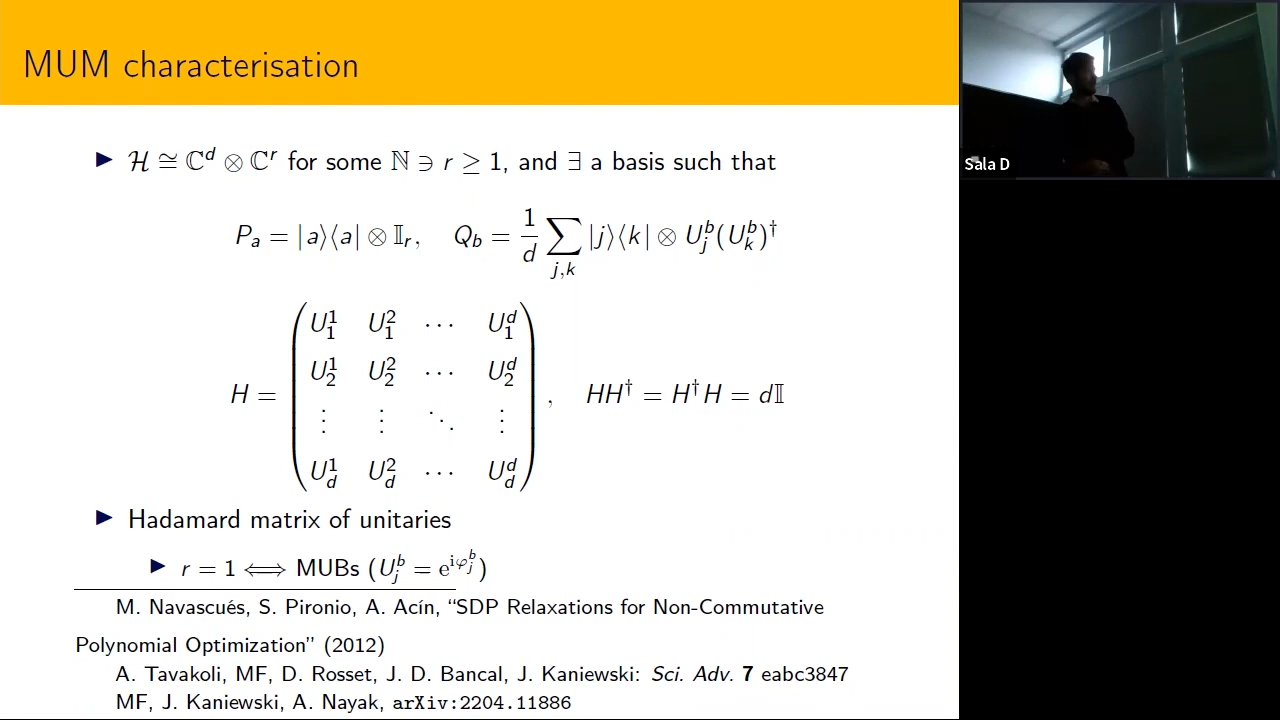 MUM characterisation
▶ ℋ ≅ ℂ^d ⊗ ℂ^r for some ℕ ∋ r ≥ 1, and ∃ a basis such that
P_a = |a⟩⟨a| ⊗ 𝕀_r, Q_b = 1/d ∑_{j,k} |j⟩⟨k| ⊗ U_j^b (U_k^b)^†
H = ( U_1^1 U_1^2 ⋯ U_1^d
U_2^1 U_2^2 ⋯ U_2^d
⋮ ⋮ ⋱ ⋮
U_d^1 U_d^2 ⋯ U_d^d ), HH^† = H^†H = d𝕀
▶ Hadamard matrix of unitaries
▶ r = 1 ⟺ MUBs (U_j^b = e^{iφ_j^b})
M. Navascués, S. Pironio, A. Acín, “SDP Relaxations for Non-Commutative
Polynomial Optimization” (2012)
A. Tavakoli, MF, D. Rosset, J. D. Bancal, J. Kaniewski: Sci. Adv. 7 eabc3847
MF, J. Kaniewski, A. Nayak, arXiv:2204.11886
Sala D